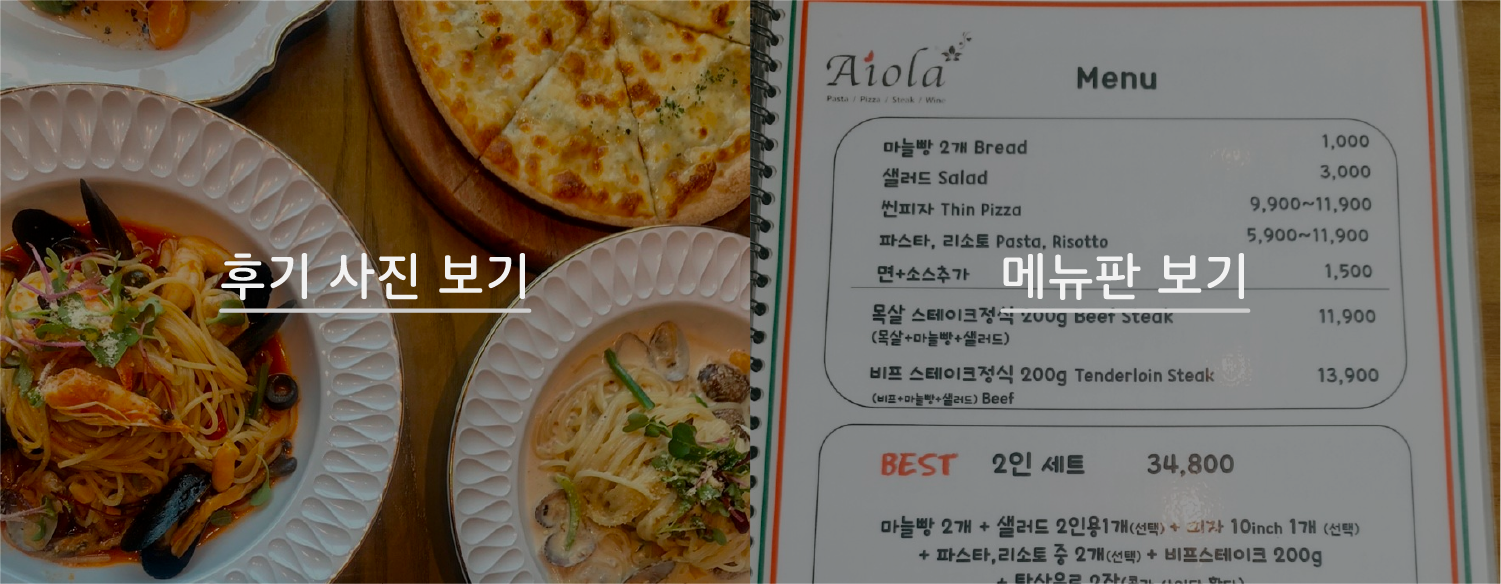 후기 사진 보기
메뉴판 보기
Aiola
Pasta / Pizza / Steak / Wine
Menu
마늘빵 2개 Bread 1,000
샐러드 Salad 3,000
씬피자 Thin Pizza 9,900~11,900
파스타, 리소토 Pasta, Risotto 5,900~11,900
면+소스추가 1,500
목살 스테이크정식 200g Beef Steak 11,900
(목살+마늘빵+샐러드)
비프 스테이크정식 200g Tenderloin Steak 13,900
(비프+마늘빵+샐러드) Beef
BEST 2인 세트 34,800
마늘빵 2개 + 샐러드 2인용1개(선택) + 피자 10inch 1개 (선택)
+ 파스타,리소토 중 2개(선택) + 비프스테이크 200g